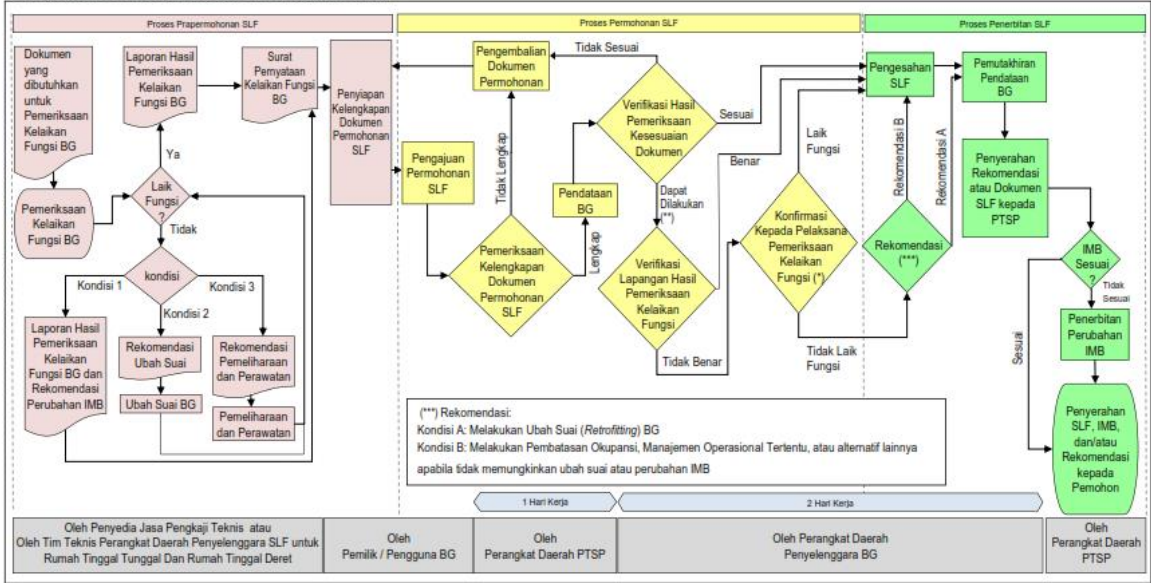 Proses Prapermohonan SLF
Proses Permohonan SLF
Proses Penerbitan SLF
Dokumen
yang
dibutuhkan
untuk
Pemeriksaan
Kelaikan
Fungsi BG
Laporan Hasil
Pemeriksaan
Kelaikan
Fungsi BG
Surat
Pernyataan
Kelaikan Fungsi
BG
Penyiapan
Kelengkapan
Dokumen
Permohonan
SLF
Ya
Pemeriksaan
Kelaikan
Fungsi BG
Laik
Fungsi
?
Tidak
kondisi
Kondisi 1
Kondisi 3
Kondisi 2
Laporan Hasil
Pemeriksaan
Kelaikan
Fungsi BG dan
Rekomendasi
Perubahan IMB
Rekomendasi
Ubah Suai
Ubah Suai BG
Rekomendasi
Pemeliharaan
dan Perawatan
Pemeliharaan
dan Perawatan
Pengembalian
Dokumen
Permohonan
Tidak Sesuai
Pengajuan
Permohonan
SLF
Tidak Lengkap
Pemeriksaan
Kelengkapan
Dokumen
Permohonan
SLF
Lengkap
Pendataan
BG
Verifikasi Hasil
Pemeriksaan
Kesesuaian
Dokumen
Sesuai
Dapat
Dilakukan
(**)
Benar
Verifikasi
Lapangan Hasil
Pemeriksaan
Kelaikan
Fungsi
Tidak Benar
Laik
Fungsi
Konfirmasi
Kepada Pelaksana
Pemeriksaan
Kelaikan
Fungsi (*)
Tidak Laik
Fungsi
Pengesahan
SLF
Rekomendasi B
Rekomendasi A
Rekomendasi
(***)
Pemutakhiran
Pendataan
BG
Penyerahan
Rekomendasi
atau Dokumen
SLF kepada
PTSP
IMB
Sesuai
?
Tidak
Sesuai
Sesuai
Penerbitan
Perubahan
IMB
Penyerahan
SLF, IMB,
dan/atau
Rekomendasi
kepada
Pemohon
(***) Rekomendasi:
Kondisi A: Melakukan Ubah Suai (Retrofitting) BG
Kondisi B: Melakukan Pembatasan Okupansi, Manajemen Operasional Tertentu, atau alternatif lainnya
apabila tidak memungkinkan ubah suai atau perubahan IMB
1 Hari Kerja
2 Hari Kerja
Oleh Penyedia Jasa Pengkaji Teknis atau
Oleh Tim Teknis Perangkat Daerah Penyelenggara SLF untuk
Rumah Tinggal Tunggal Dan Rumah Tinggal Deret
Oleh
Pemilik / Pengguna BG
Oleh
Perangkat Daerah PTSP
Oleh Perangkat Daerah
Penyelenggara BG
Oleh
Perangkat Daerah
PTSP